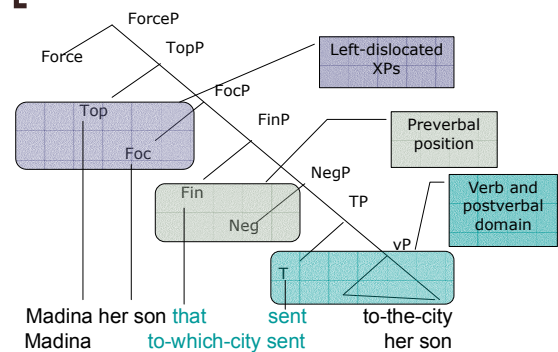 ForceP
Force
TopP
Left-dislocated
XPs
FocP
Top
FinP
Preverbal
position
Foc
NegP
Fin
Verb and
postverbal
domain
TP
Neg
vP
T
Madina her son that sent to-the-city
Madina to-which-city sent her son